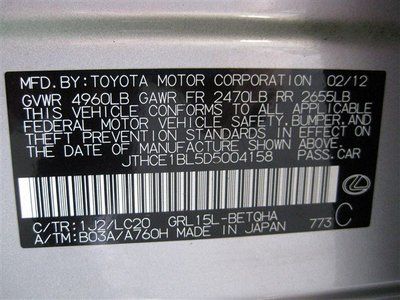 MFD.BY:TOYOTA MOTOR CORPORATION 02/12
GVWR 4960LB GAWR FR 2470LB RR 2655LB
THIS VEHICLE CONFORMS TO ALL APPLICABLE
FEDERAL MOTOR VEHICLE SAFETY, BUMPER, AND
THEFT PREVENTION STANDARDS IN EFFECT ON
THE DATE OF MANUFACTURE SHOWN ABOVE.
JTHCE1BL5D5004158 PASS.CAR
C/TR:1J2/LC20 GRL15L-BETQHA
A/TM:B03A/A760H MADE IN JAPAN 773 C